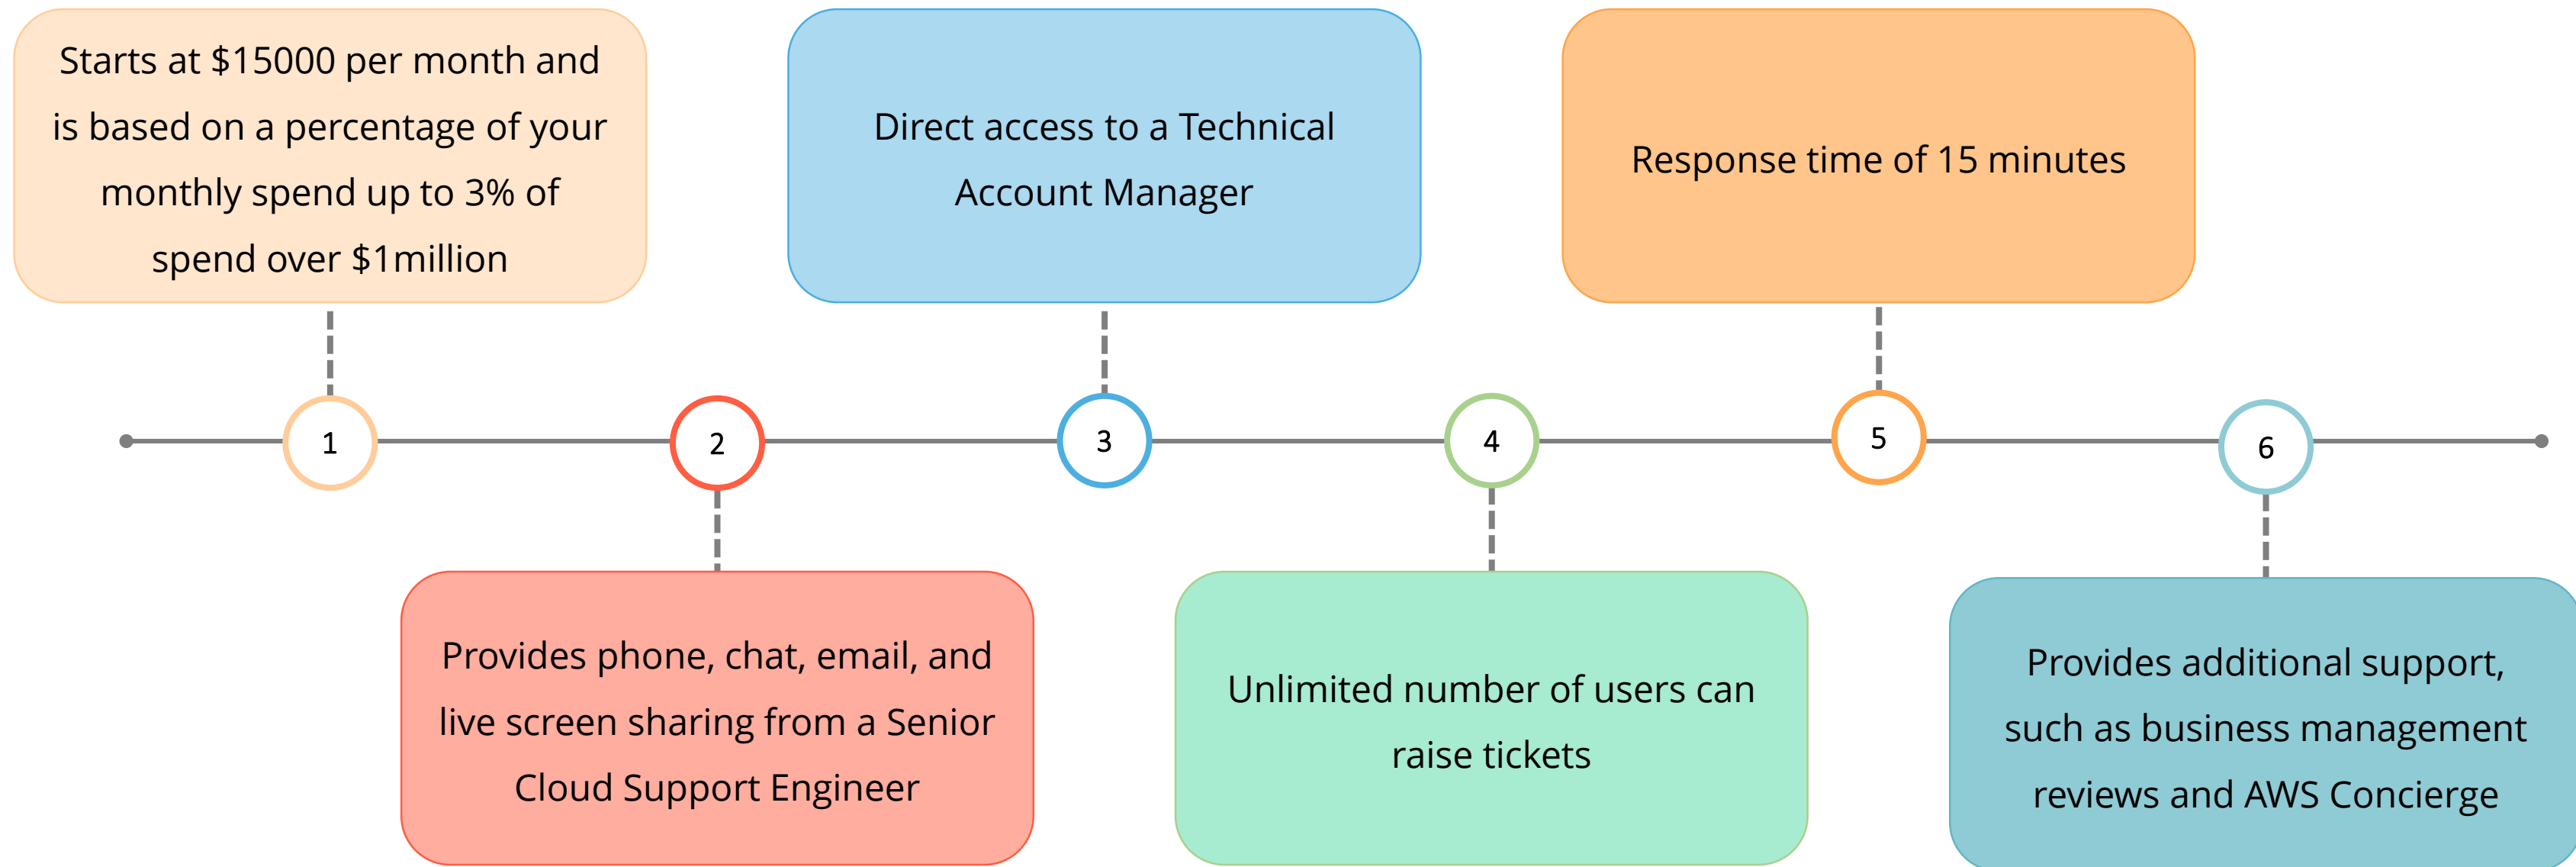 Starts at $15000 per month and
is based on a percentage of your
monthly spend up to 3% of
spend over $1million
Direct access to a Technical
Account Manager
Response time of 15 minutes
1
2
3
4
5
6
Provides phone, chat, email, and
live screen sharing from a Senior
Cloud Support Engineer
Unlimited number of users can
raise tickets
Provides additional support,
such as business management
reviews and AWS Concierge